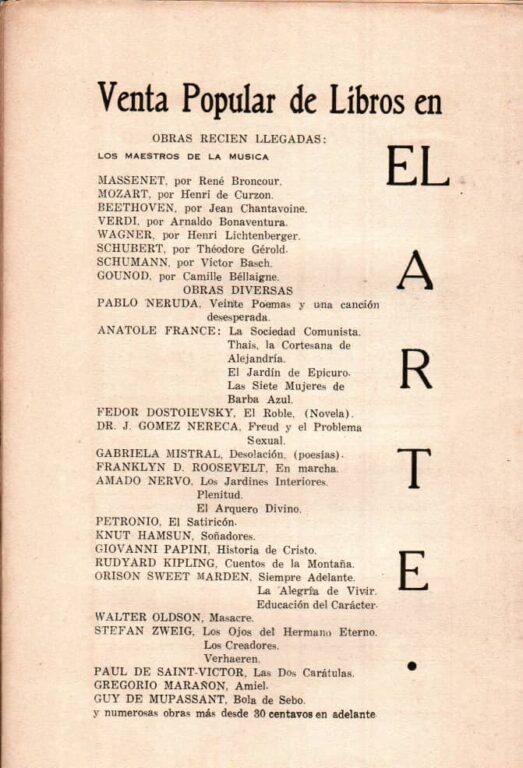 Venta Popular de Libros en
EL
A
R
T
E
.
OBRAS RECIEN LLEGADAS:
LOS MAESTROS DE LA MUSICA
MASSENET, por René Broncour.
MOZART, por Henri de Curzon.
BEETHOVEN, por Jean Chantavoine.
VERDI, por Arnaldo Bonaventura.
WAGNER, por Henri Lichtenberger.
SCHUBERT, por Théodore Gérold.
SCHUMANN, por Victor Basch.
GOUNOD, por Camille Béllaigne.
OBRAS DIVERSAS
PABLO NERUDA, Veinte Poemas y una canción
desesperada.
ANATOLE FRANCE: La Sociedad Comunista.
Thais, la Cortesana de
Alejandría.
El Jardín de Epicuro.
Las Siete Mujeres de
Barba Azul.
FEDOR DOSTOIEVSKY, El Roble, (Novela).
DR. J. GOMEZ NERECA, Freud y el Problema
Sexual.
GABRIELA MISTRAL, Desolación, (poesías).
FRANKLYN D. ROOSEVELT, En marcha.
AMADO NERVO, Los Jardines Interiores.
Plenitud.
El Arquero Divino.
PETRONIO, El Satiricón.
KNUT HAMSUN, Soñadores.
GIOVANNI PAPINI, Historia de Cristo.
RUDYARD KIPLING, Cuentos de la Montaña.
ORISON SWEET MARDEN, Siempre Adelante.
La Alegría de Vivir.
Educación del Carácter.
WALTER OLDSON, Masacre.
STEFAN ZWEIG, Los Ojos del Hermano Eterno.
Los Creadores.
Verhaeren.
PAUL DE SAINT-VICTOR, Las Dos Carátulas.
GREGORIO MARAÑON, Amiel.
GUY DE MUPASSANT, Bola de Sebo.
y numerosas obras más desde 30 centavos en adelante